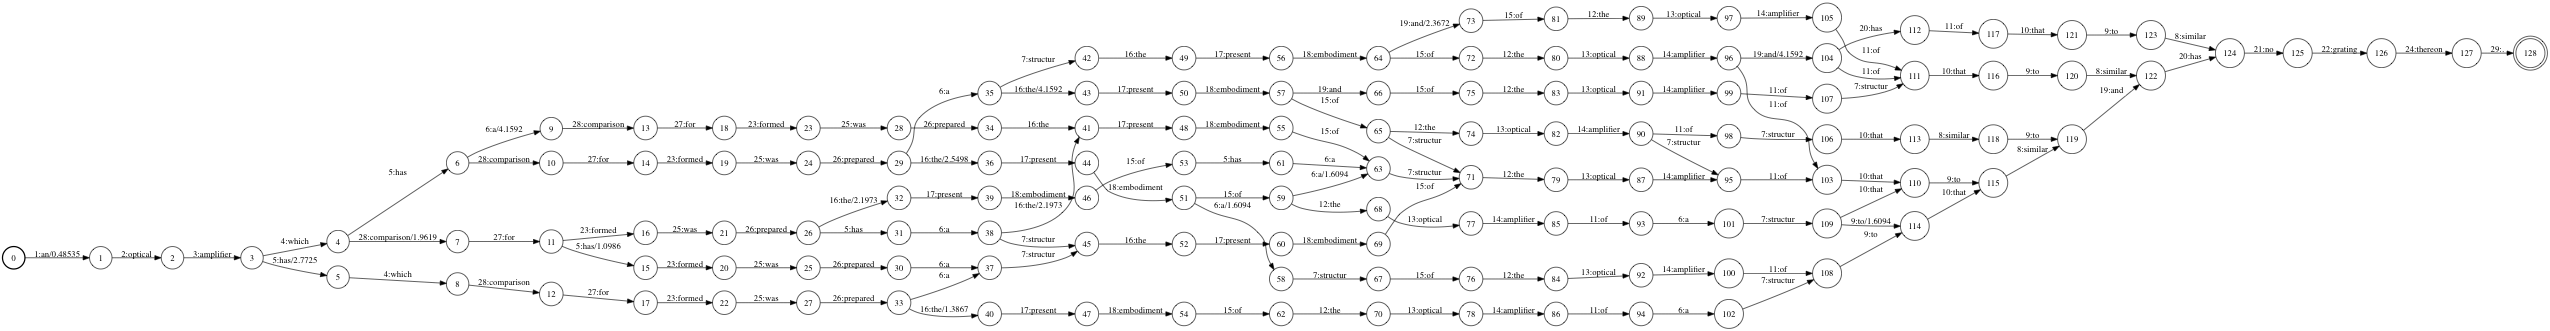 19:and/2.3672 73 15:of 81 12:the 89 13:optical 97 14:amplifier 105
20:has 112 11:of 117 10:that 121 9:to 123 8:similar 124 21:no 125 22:grating 126 24:thereon 127 29:. 128
7:structur 42 16:the 49 17:present 56 18:embodiment 64 15:of 72 12:the 80 13:optical 88 14:amplifier 96 19:and/4.1592 104 11:of
11:of 111 10:that 116 9:to 120 8:similar 122 20:has
6:a 35 16:the/4.1592 43 17:present 50 18:embodiment 57 19:and 66 15:of 75 12:the 83 13:optical 91 14:amplifier 99 11:of 107 7:structur
15:of 11:of 19:and
6:a/4.1592 9 28:comparison 13 27:for 18 23:formed 23 25:was 28 26:prepared 34 16:the 41 17:present 48 18:embodiment 55 15:of 65 12:the 74 13:optical 82 14:amplifier 90 11:of 98 7:structur 106 10:that 113 8:similar 118 9:to 119
7:structur 7:structur 8:similar
5:has 6 28:comparison 10 27:for 14 23:formed 19 25:was 24 26:prepared 29 16:the/2.5498 36 17:present 44 15:of 53 5:has 61 6:a 63 7:structur 71 12:the 79 13:optical 87 14:amplifier 95 11:of 103 10:that 110 9:to 115
6:a/1.6094 15:of 10:that 10:that
16:the/2.1973 32 17:present 39 18:embodiment 46 18:embodiment 51 15:of 59 12:the 68
16:the/2.1973 6:a/1.6094 13:optical 77 14:amplifier 85 11:of 93 6:a 101 7:structur 109 9:to/1.6094 114
4:which 4 28:comparison/1.9619 7 27:for 11 23:formed 16 25:was 21 26:prepared 26 5:has 31 6:a 38 7:structur 45 16:the 52 17:present 60 18:embodiment 69 9:to
0 1:an/0.48535 1 2:optical 2 3:amplifier 3 5:has/1.0986 15 23:formed 20 25:was 25 26:prepared 30 6:a 37 7:structur
5:has/2.7725 5 4:which 8 28:comparison 12 6:a 58 7:structur 67 15:of 76 12:the 84 13:optical 92 14:amplifier 100 11:of 108
27:for 17 23:formed 22 25:was 27 26:prepared 33 7:structur
16:the/1.3867 40 17:present 47 18:embodiment 54 15:of 62 12:the 70 13:optical 78 14:amplifier 86 11:of 94 6:a 102